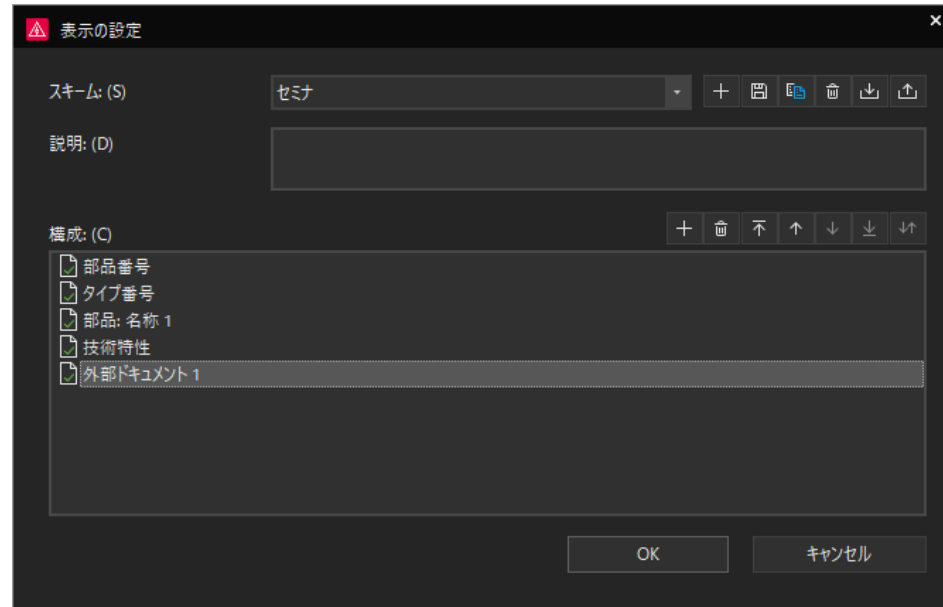 表示の設定
スキーム: (S)
セミナ
説明: (D)
構成: (C)
部品番号
タイプ番号
部品: 名称 1
技術特性
外部ドキュメント 1
OK
キャンセル